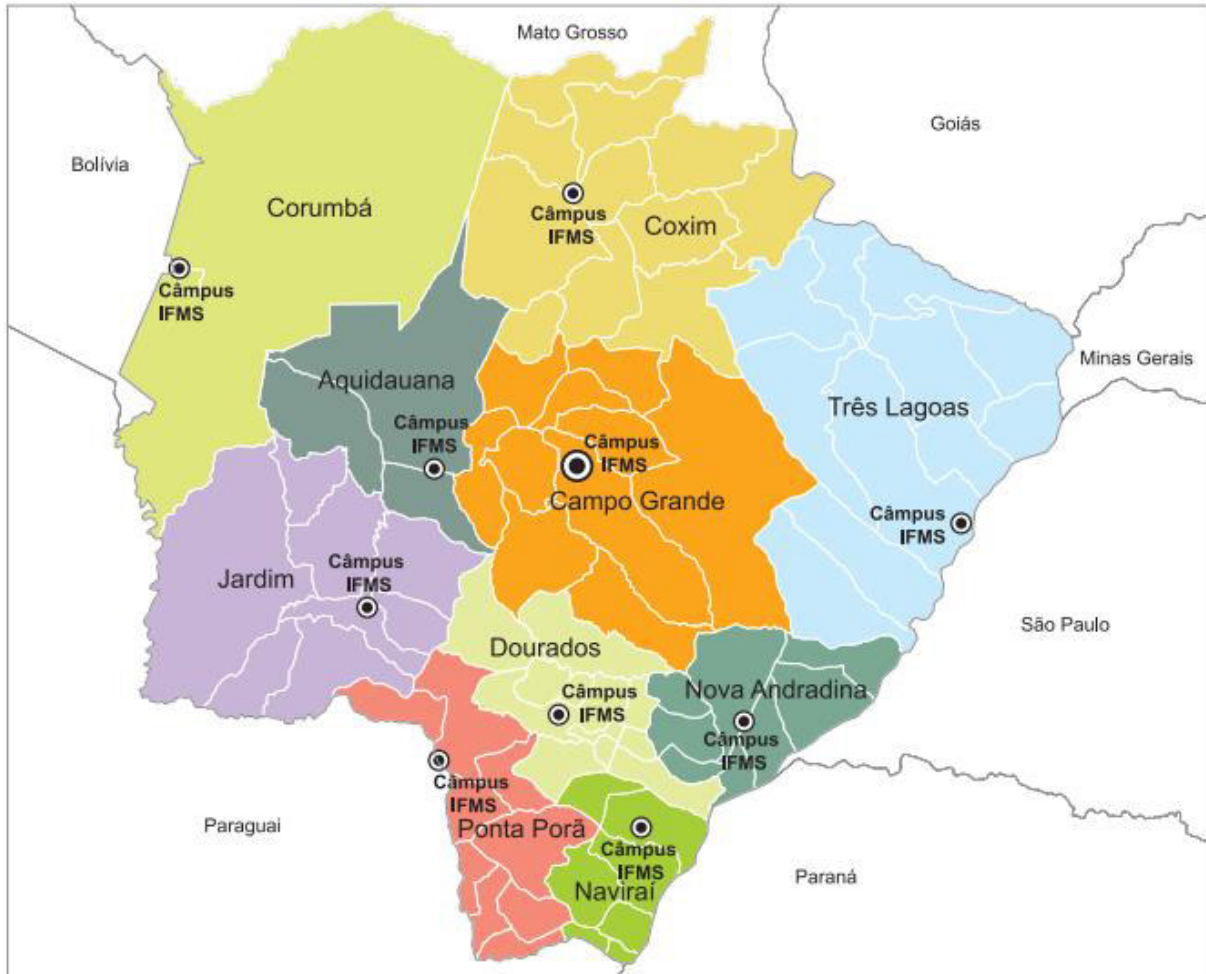 Mato Grosso
Goiás
Bolívia
Corumbá
Câmpus
IFMS
Câmpus
IFMS
Coxim
Minas Gerais
Aquidauana
Câmpus
IFMS
Três Lagoas
Câmpus
IFMS
Câmpus
IFMS
Campo Grande
Jardim
Câmpus
IFMS
São Paulo
Dourados
Câmpus
IFMS
Nova Andradina
Câmpus
IFMS
Câmpus
IFMS
Paraguai
Ponta Porã
Câmpus
IFMS
Naviraí
Paraná